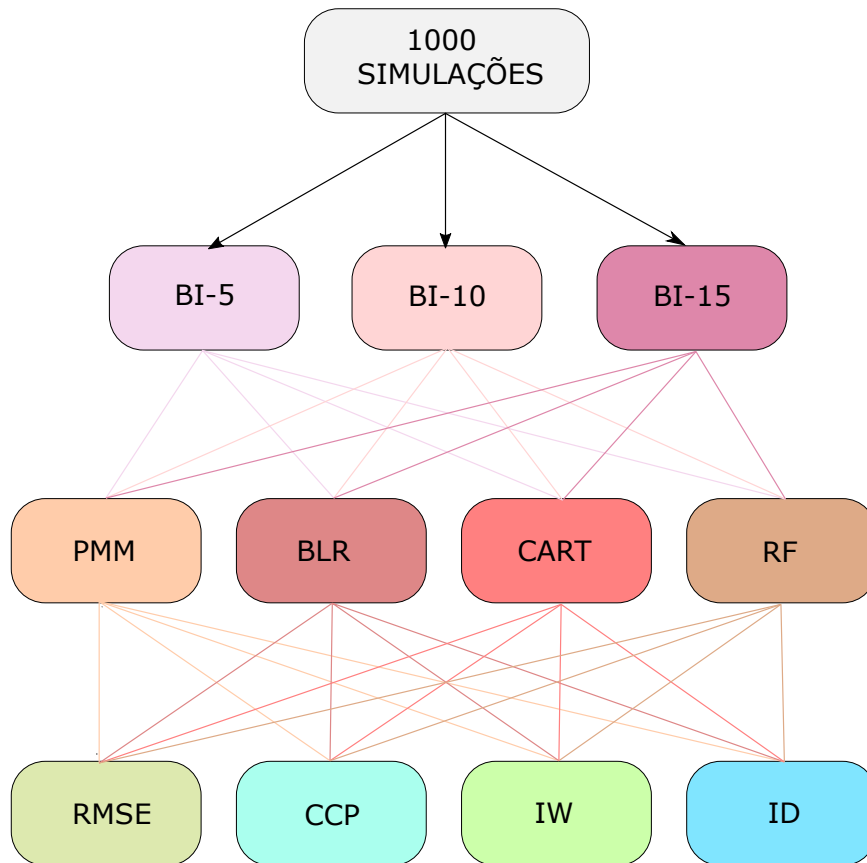 1000
SIMULAÇÕES
BI-5
BI-10
BI-15
PMM
BLR
CART
RF
RMSE
CCP
IW
ID